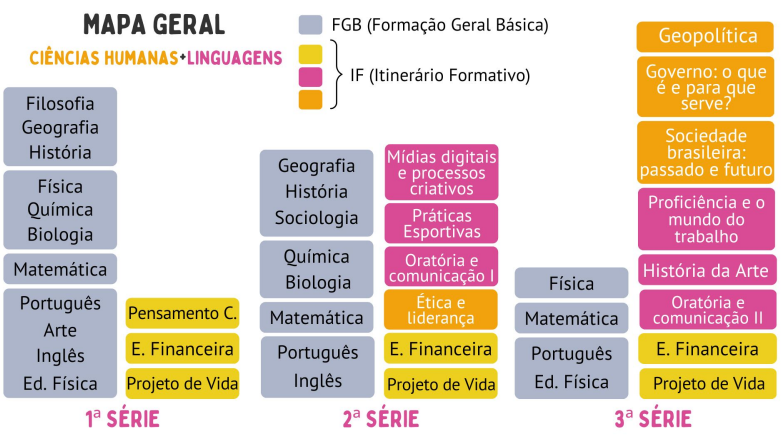 MAPA GERAL
CIÊNCIAS HUMANAS+LINGUAGENS
FGB (Formação Geral Básica)
IF (Itinerário Formativo)
Filosofia
Geografia
História
Física
Química
Biologia
Matemática
Português
Arte
Inglês
Ed. Física
Pensamento C.
E. Financeira
Projeto de Vida
1ª SÉRIE
Geografia
História
Sociologia
Química
Biologia
Matemática
Português
Inglês
Mídias digitais
e processos
criativos
Práticas
Esportivas
Oratória e
comunicação I
Ética e
liderança
E. Financeira
Projeto de Vida
2ª SÉRIE
Física
Matemática
Português
Ed. Física
Geopolítica
Governo: o que
é e para que
serve?
Sociedade
brasileira:
passado e futuro
Proficiência e o
mundo do
trabalho
História da Arte
Oratória e
comunicação II
E. Financeira
Projeto de Vida
3ª SÉRIE